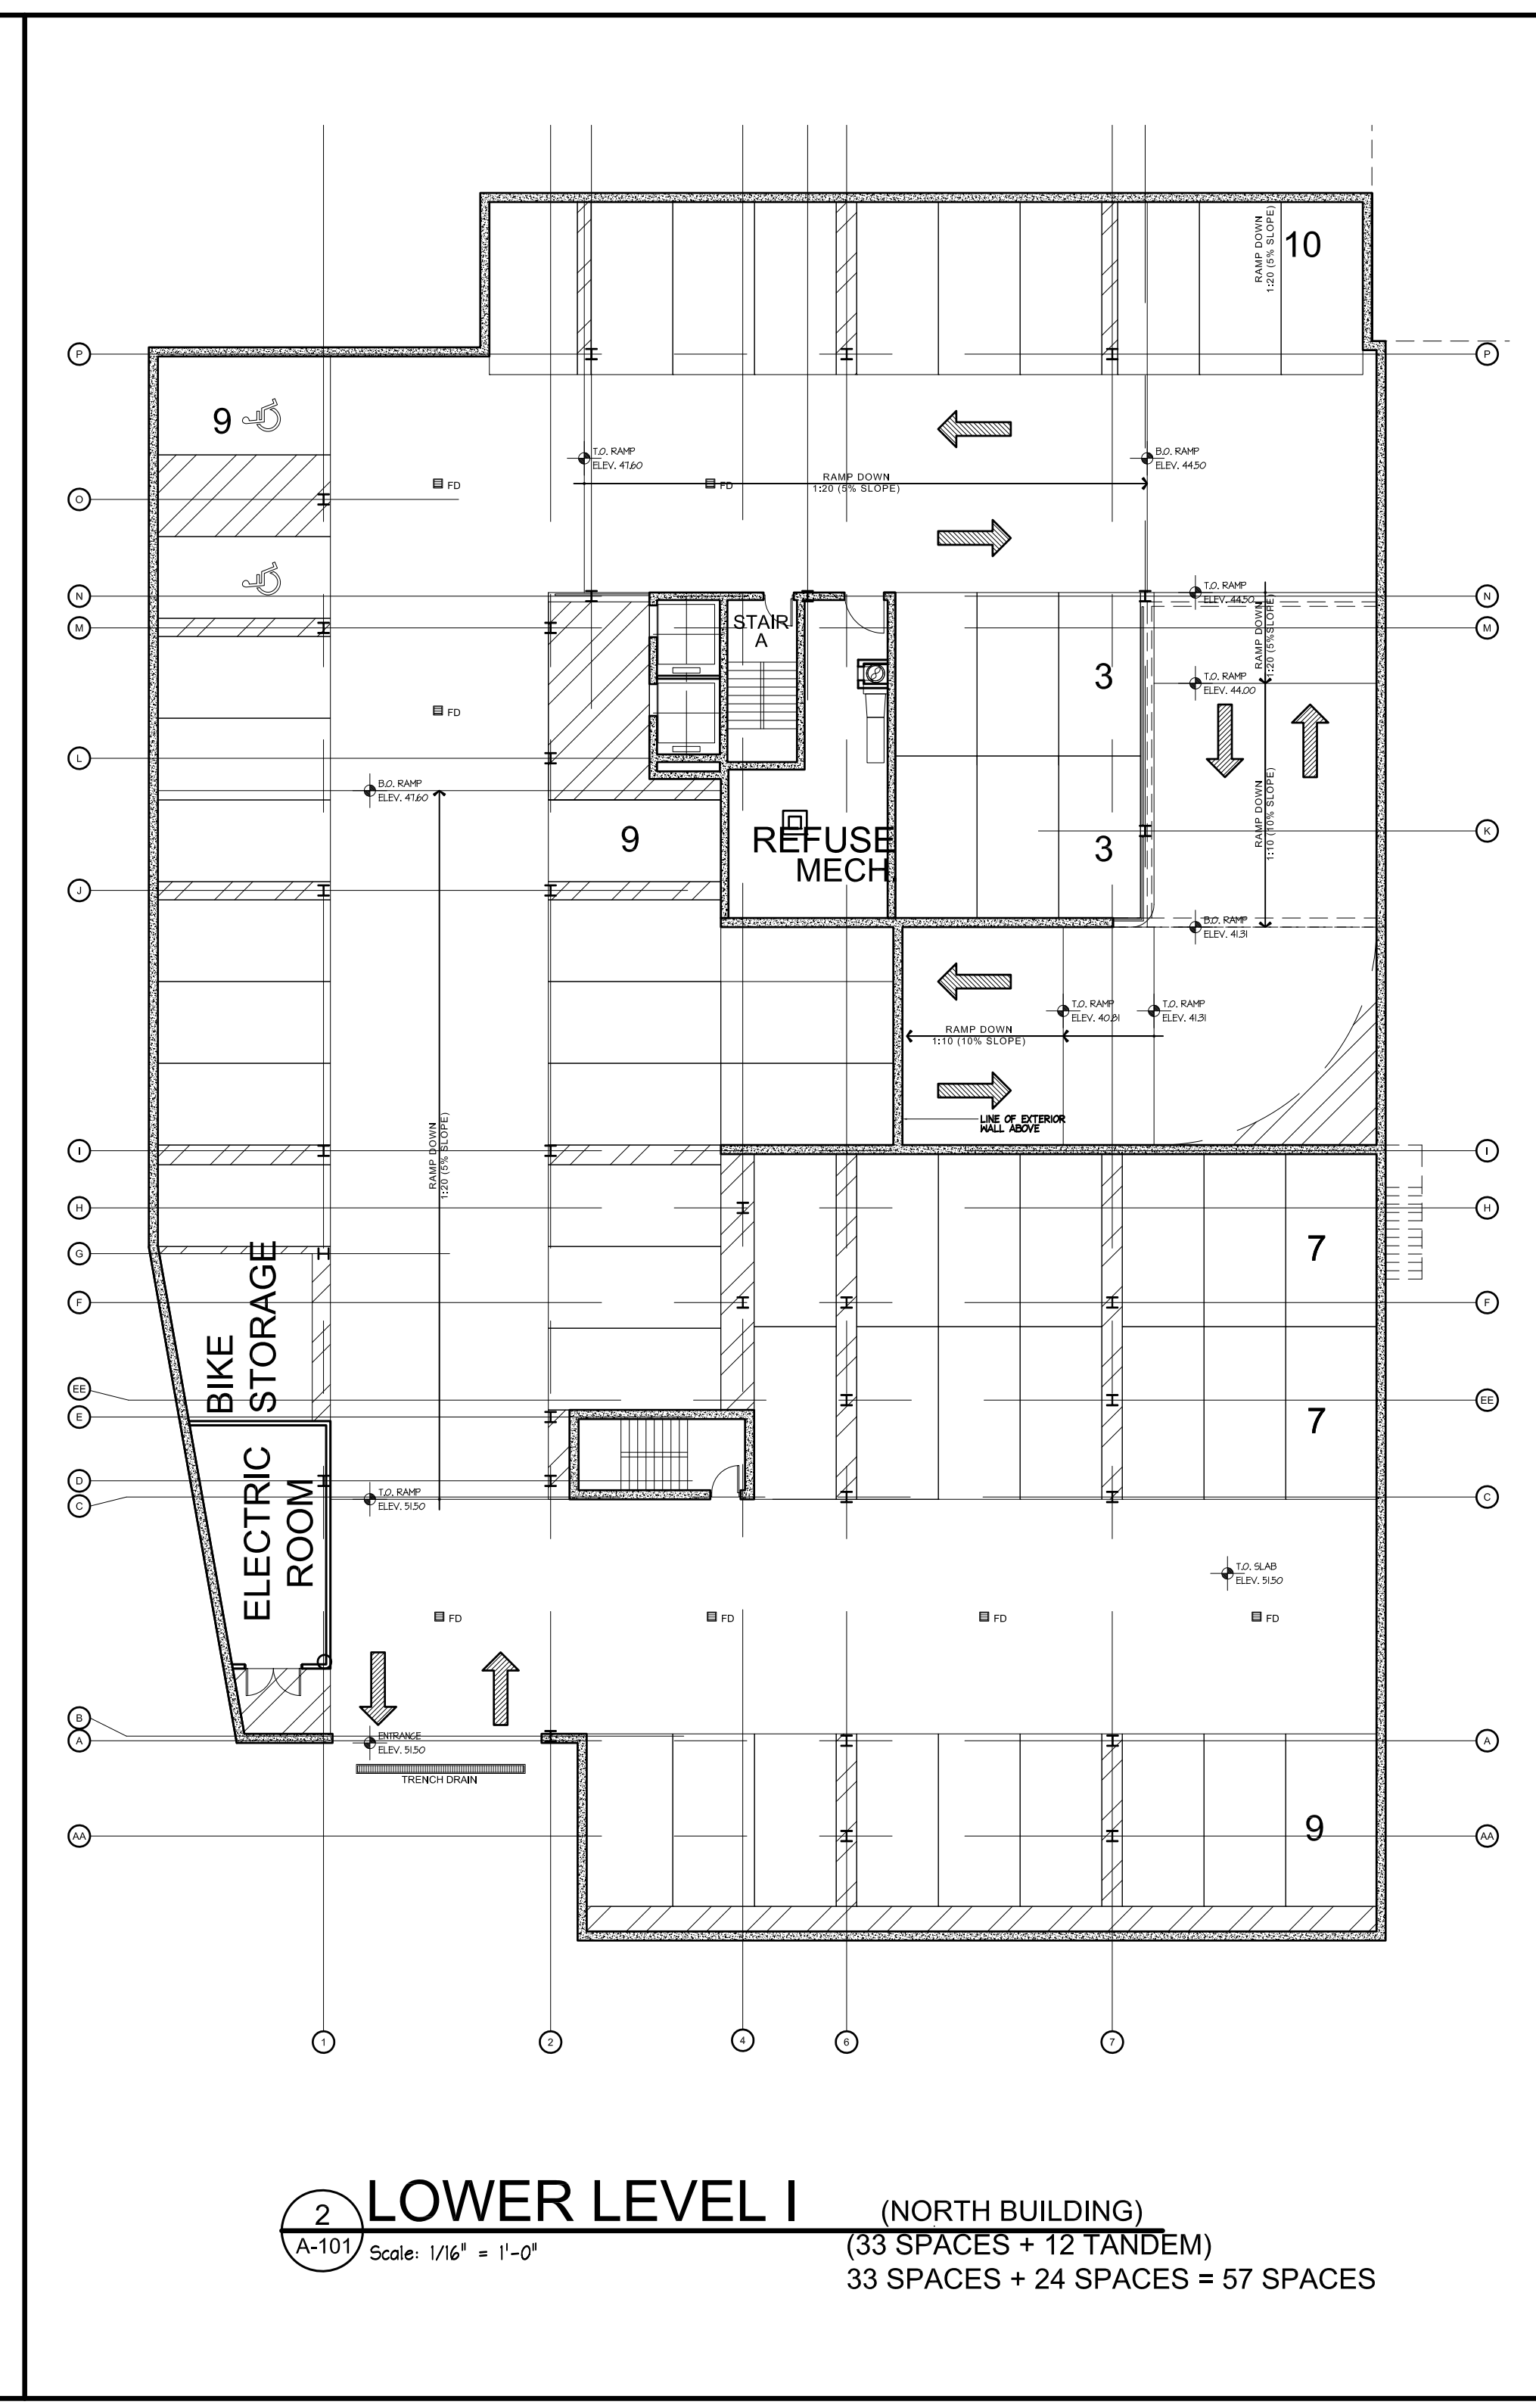 10
RAMP DOWN
1:20 (5% SLOPE)
P
P
9
T.O. RAMP
ELEV. 47.60
B.O. RAMP
ELEV. 44.50
RAMP DOWN
1:20 (5% SLOPE)
FD
FD
O
N
T.O. RAMP
ELEV. 44.50
N
M
STAIR
A
M
RAMP DOWN
1:20 (5% SLOPE)
3
T.O. RAMP
ELEV. 44.00
FD
L
B.O. RAMP
ELEV. 47.60
9
REFUSE
MECH.
3
RAMP DOWN
1:10 (10% SLOPE)
K
J
B.O. RAMP
ELEV. 41.31
T.O. RAMP
ELEV. 40.81
T.O. RAMP
ELEV. 41.31
RAMP DOWN
1:10 (10% SLOPE)
LINE OF EXTERIOR
WALL ABOVE
RAMP DOWN
1:20 (5% SLOPE)
I
I
H
H
G
7
F
F
BIKE
STORAGE
EE
EE
E
7
D
C
C
ELECTRIC
ROOM
T.O. RAMP
ELEV. 51.50
T.O. SLAB
ELEV. 51.50
FD
FD
FD
FD
B
A
A
ENTRANCE
ELEV. 51.50
TRENCH DRAIN
AA
9
AA
1
2
4
6
7
2
A-101
LOWER LEVEL I
(NORTH BUILDING)
Scale: 1/16" = 1'-0"
(33 SPACES + 12 TANDEM)
33 SPACES + 24 SPACES = 57 SPACES